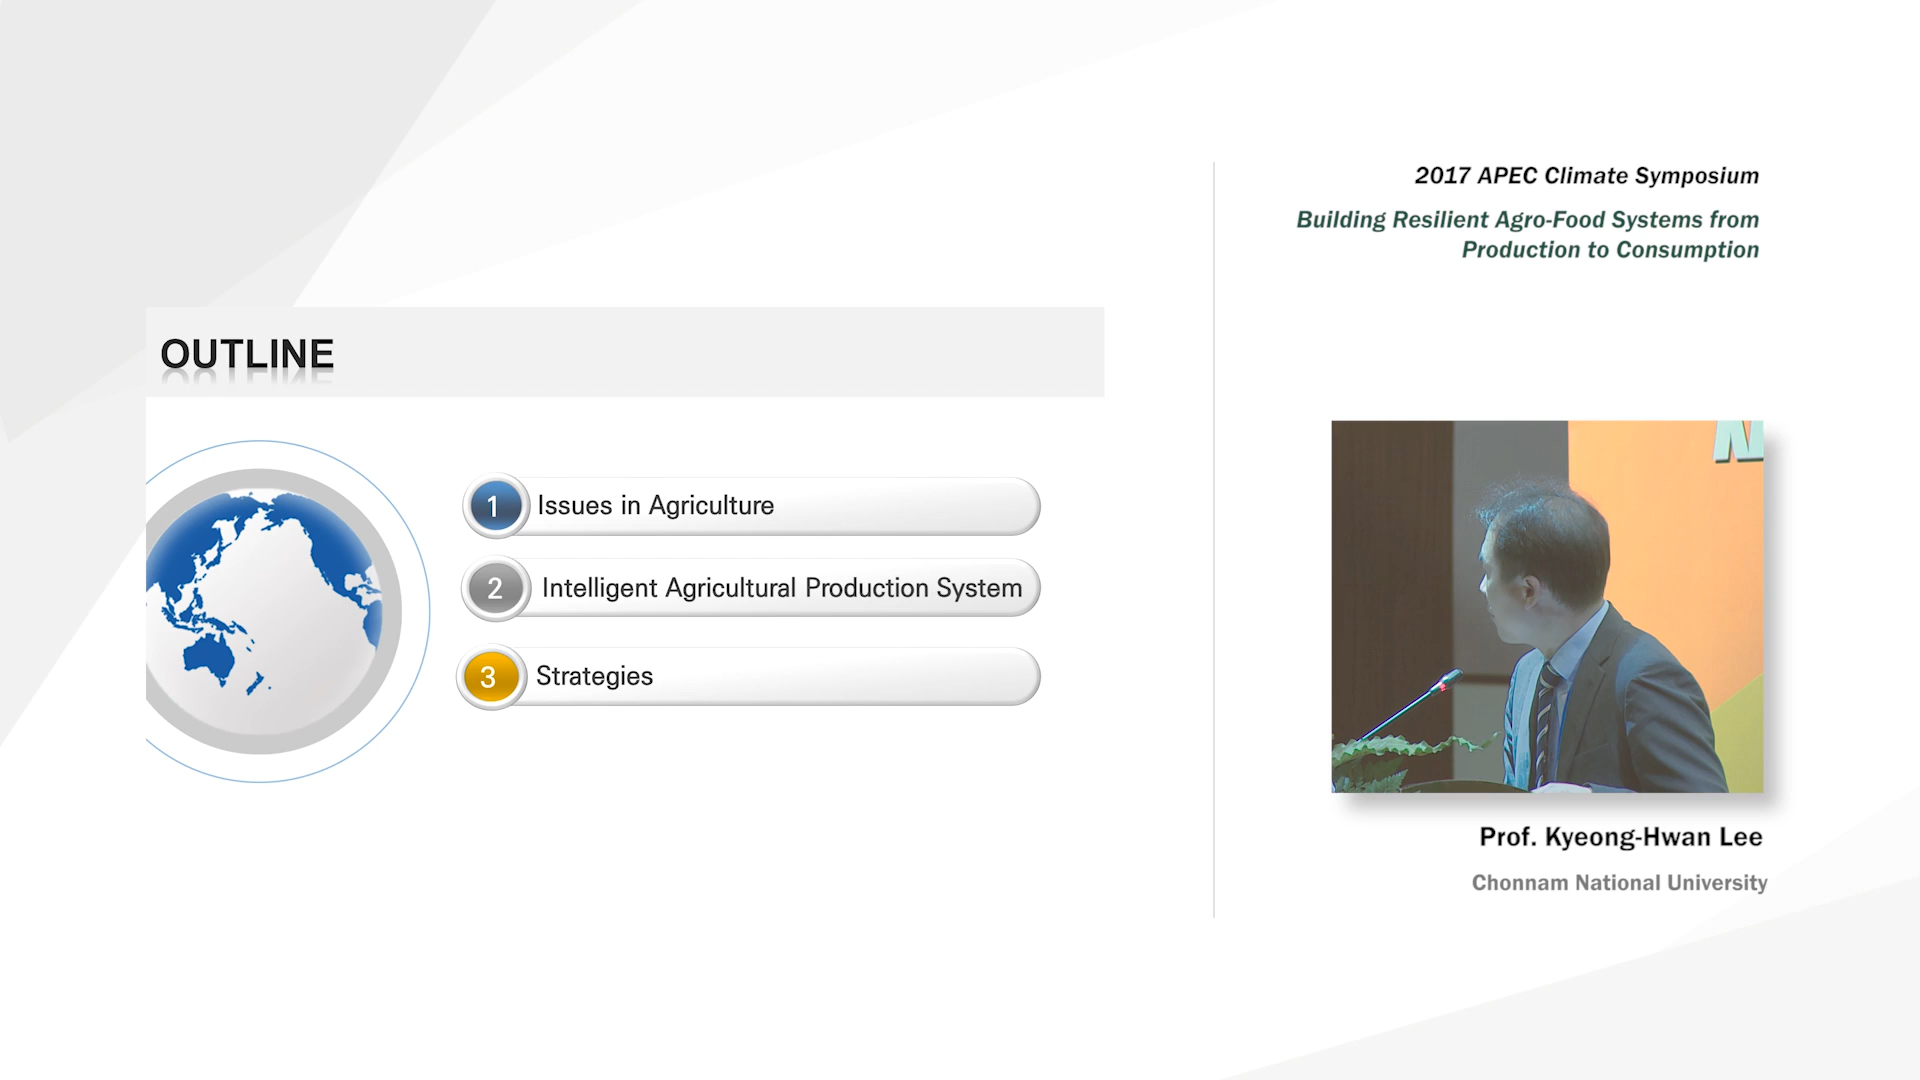 OUTLINE
1 Issues in Agriculture
2 Intelligent Agricultural Production System
3 Strategies
2017 APEC Climate Symposium
Building Resilient Agro-Food Systems from
Production to Consumption
Prof. Kyeong-Hwan Lee
Chonnam National University